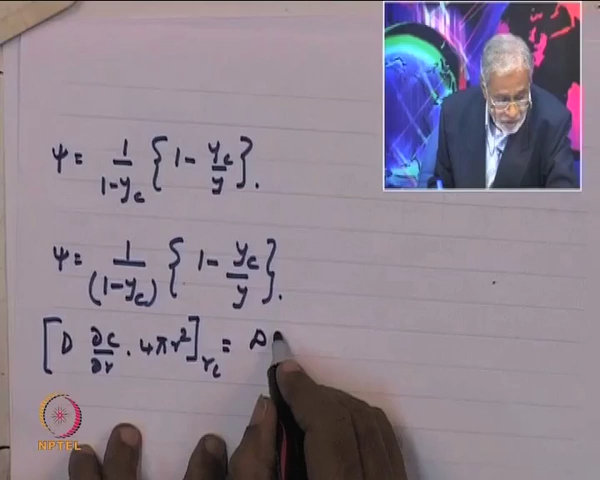 ψ = 1/(1-y_c) { 1 - y_c/y }.
ψ = 1/(1-y_c) { 1 - y_c/y }.
[ D ∂c/∂r . 4πr² ]_{r_c} = D
NPTEL